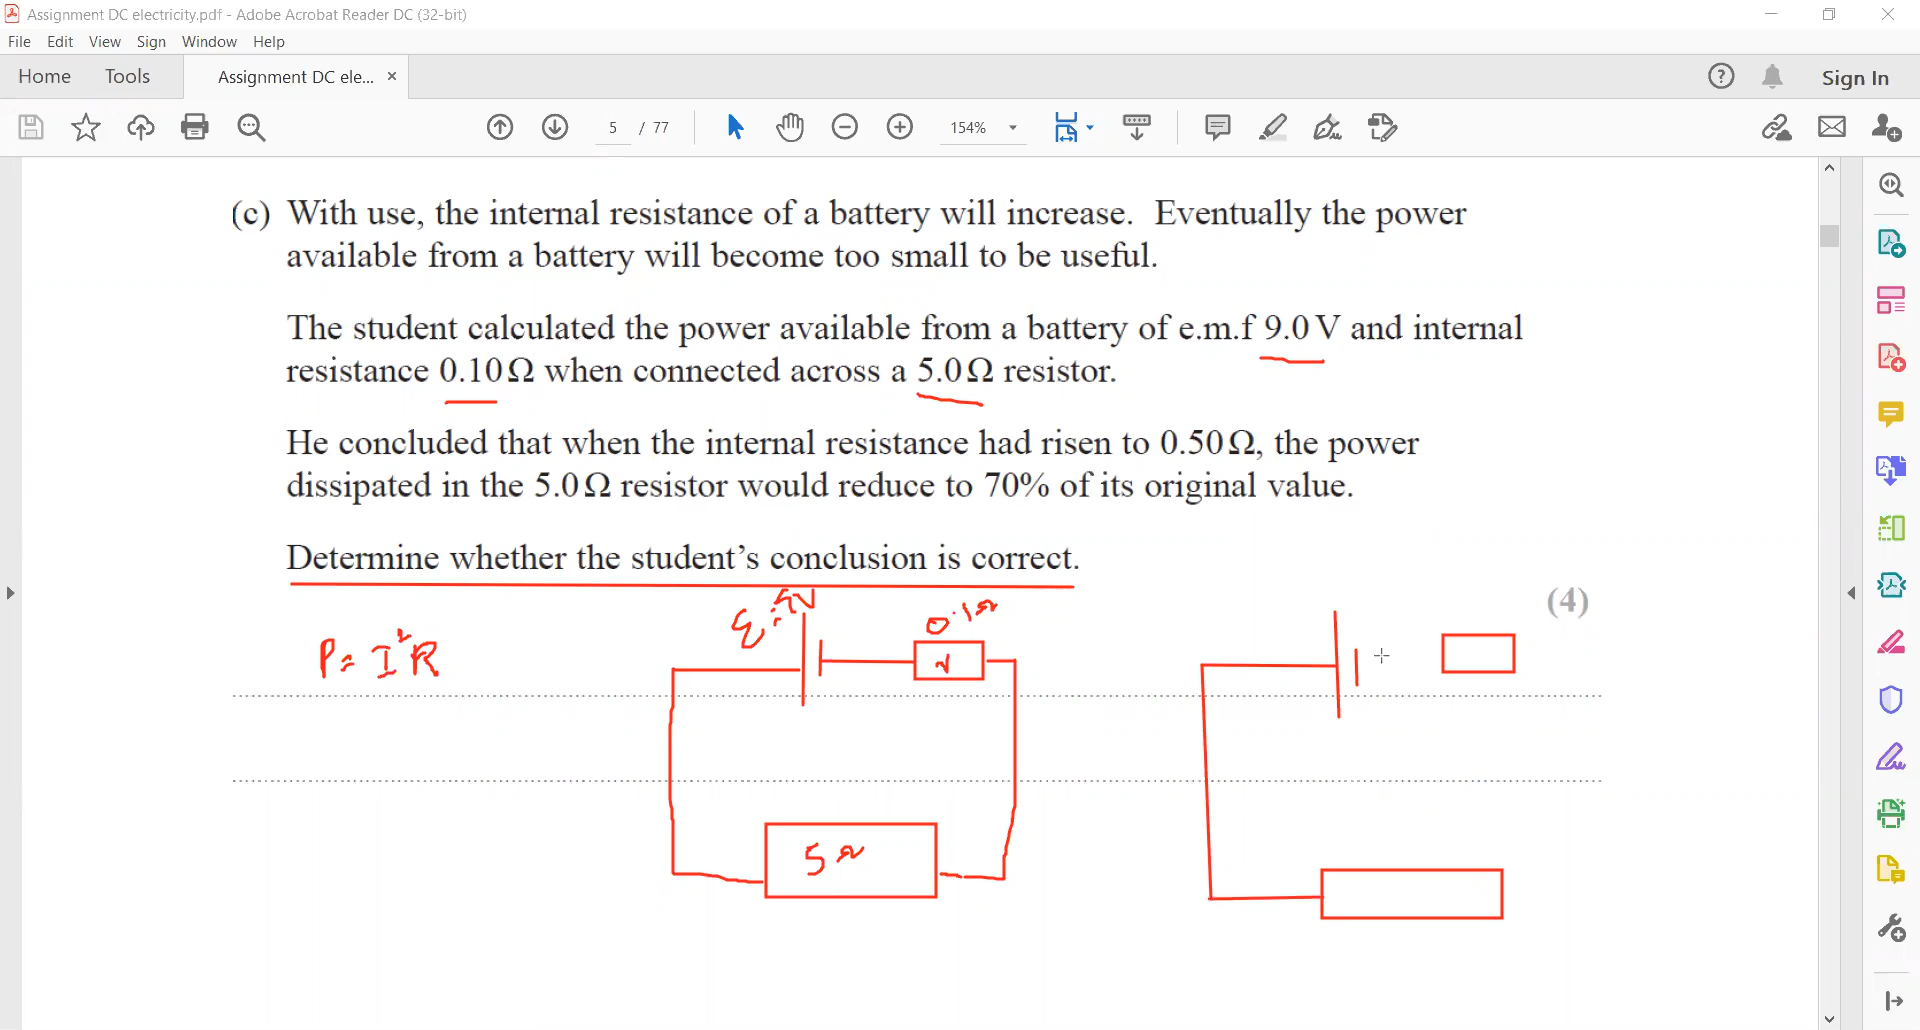 Assignment DC electricity.pdf - Adobe Acrobat Reader DC (32-bit)
File Edit View Sign Window Help
Home Tools Assignment DC ele... × Sign In
5 / 77 154%
(c) With use, the internal resistance of a battery will increase. Eventually the power
available from a battery will become too small to be useful.
The student calculated the power available from a battery of e.m.f 9.0 V and internal
resistance 0.10 Ω when connected across a 5.0 Ω resistor.
He concluded that when the internal resistance had risen to 0.50 Ω, the power
dissipated in the 5.0 Ω resistor would reduce to 70% of its original value.
Determine whether the student's conclusion is correct.
(4)
P = I²R
0.1Ω
5Ω